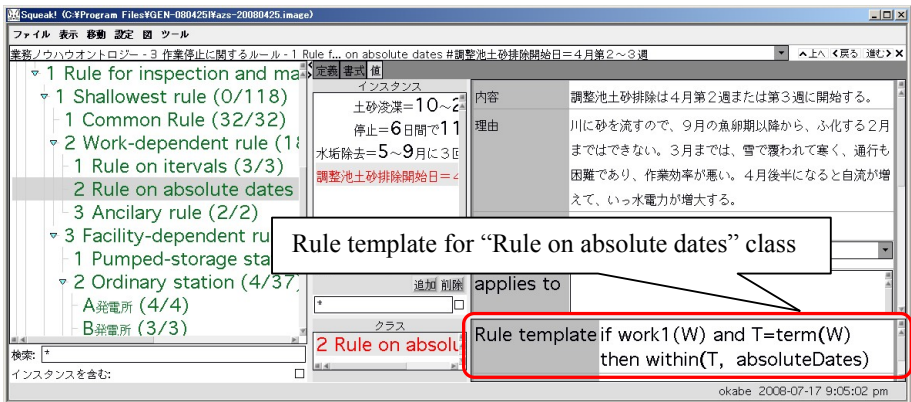 Squeak! (C:¥Program Files¥GEN-080425I¥azs-20080425.image)
ファイル 表示 移動 設定 図 ツール
業務ノウハウオントロジー - 3 作業停止に関するルール - 1 Rule f... on absolute dates #調整池土砂排除開始日=4月第2~3週
▲上へ く戻る 進む> X
1 Rule for inspection and ma
1 Shallowest rule (0/118)
1 Common Rule (32/32)
2 Work-dependent rule (18
1 Rule on itervals (3/3)
2 Rule on absolute dates
3 Ancilary rule (2/2)
3 Facility-dependent ru
1 Pumped-storage sta
2 Ordinary station (4/37)
A発電所 (4/4)
B発電所 (3/3)
検索: *
インスタンスを含む:
定義 書式 値
インスタンス
土砂浚渫=10~2
停止=6日間で11
水垢除去=5~9月に3回
調整池土砂排除開始日=4
追加 削除
*
クラス
2 Rule on absolu
内容 調整池土砂排除は4月第2週または第3週に開始する。
理由 川に砂を流すので、9月の魚卵期以降から、ふ化する2月
まではできない。3月までは、雪で覆われて寒く、通行も
困難であり、作業効率が悪い。4月後半になると自流が増
えて、いっ水電力が増大する。
Rule template for “Rule on absolute dates” class
applies to
Rule template if work1(W) and T=term(W)
then within(T, absoluteDates)
okabe 2008-07-17 9:05:02 pm